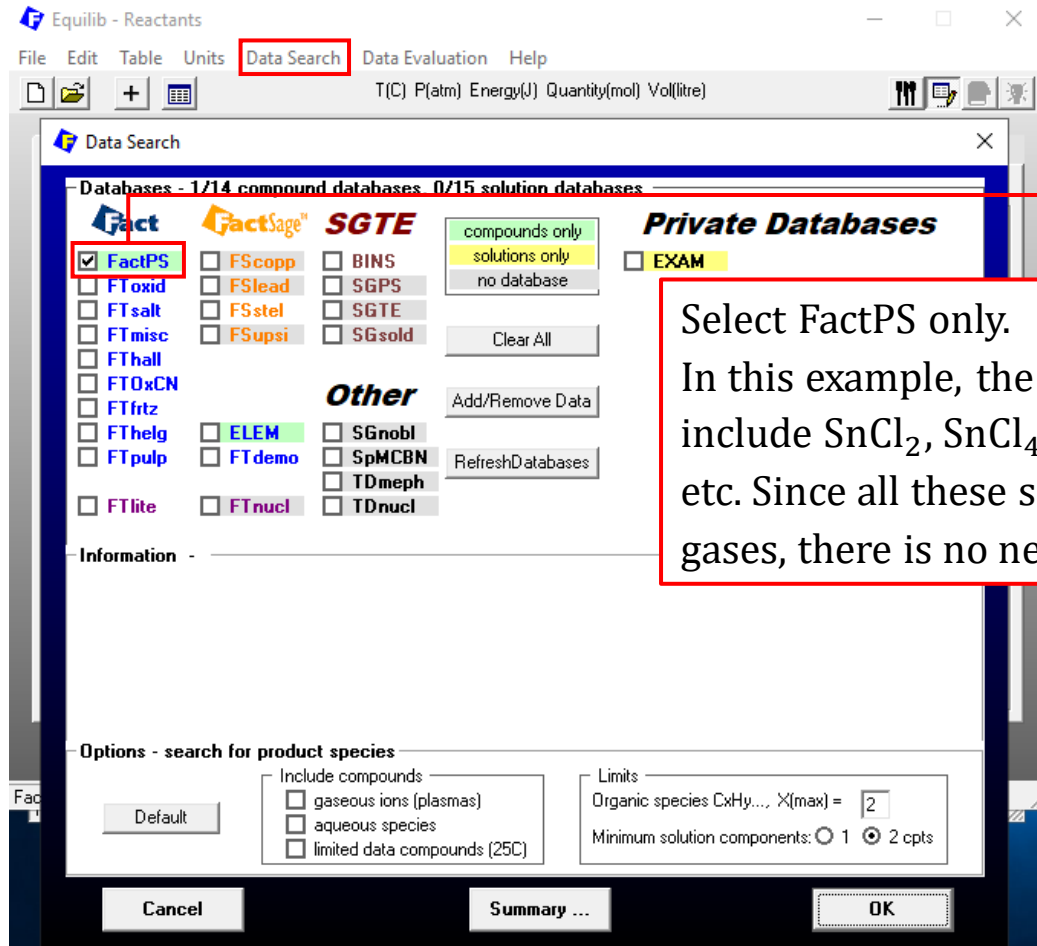 Equilib - Reactants
File Edit Table Units Data Search Data Evaluation Help
T(C) P(atm) Energy(J) Quantity(mol) Vol(litre)
Data Search
Databases - 1/14 compound databases, 0/15 solution databases
Fact FactSage™ SGTE compounds only Private Databases
FactPS FScopp BINS solutions only EXAM
FToxid FSlead SGPS no database
FTsalt FSstel SGTE
FTmisc FSupsi SGsold Clear All
FThall
FTOxCN Other Add/Remove Data
FTfrtz
FThelg ELEM SGnobl
FTpulp FTdemo SpMCBN RefreshDatabases
TDmeph
FTlite FTnucl TDnucl
Select FactPS only.
In this example, the
include SnCl₂, SnCl₄
etc. Since all these s
gases, there is no ne
Information -
Options - search for product species
Include compounds Limits
gaseous ions (plasmas) Organic species CxHy..., X(max) = 2
Default aqueous species Minimum solution components: 1 2 cpts
limited data compounds (25C)
Fac
Cancel Summary ... OK